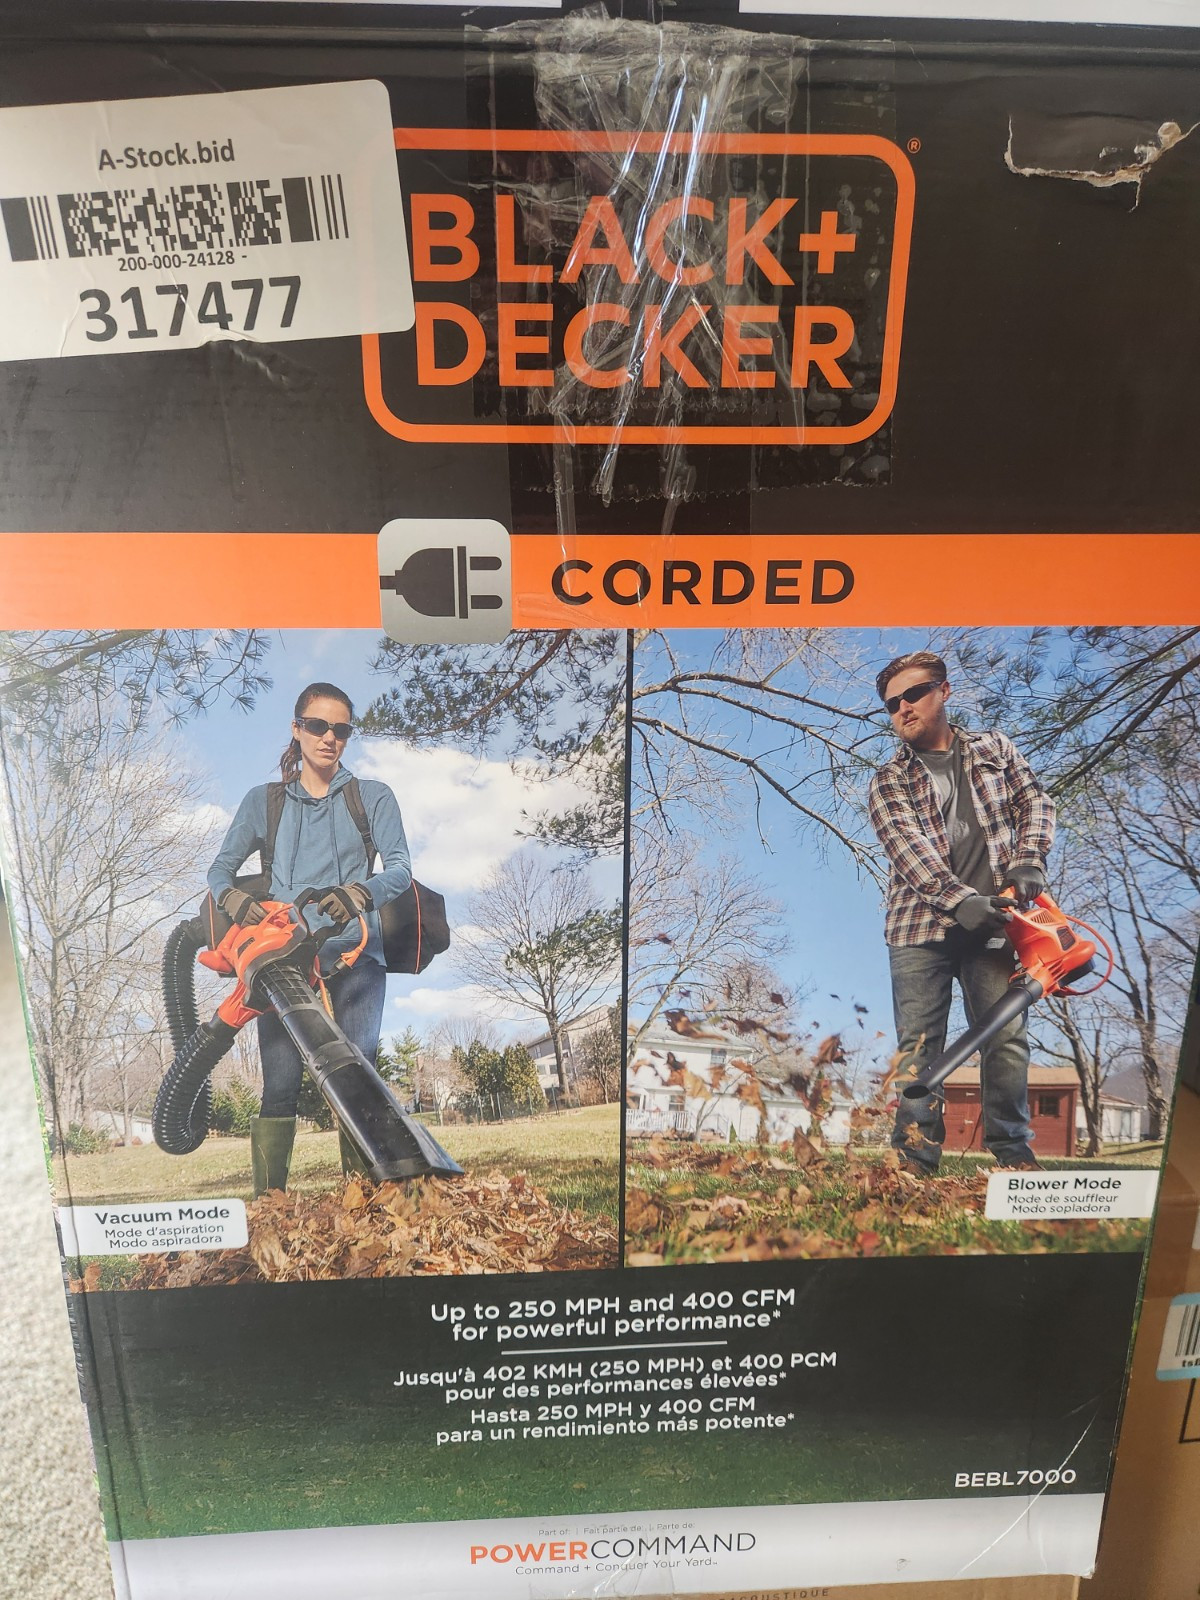 A-Stock.bid
200-000-24128 -
317477
BLACK+
DECKER
®
CORDED
Vacuum Mode
Mode d'aspiration
Modo aspiradora
Blower Mode
Mode de souffleur
Modo sopladora
Up to 250 MPH and 400 CFM
for powerful performance*
Jusqu'à 402 KMH (250 MPH) et 400 PCM
pour des performances élevées*
Hasta 250 MPH y 400 CFM
para un rendimiento más potente*
BEBL7000
Part of: | Fait partie de: | Parte de:
POWERCOMMAND
Command + Conquer Your Yard™